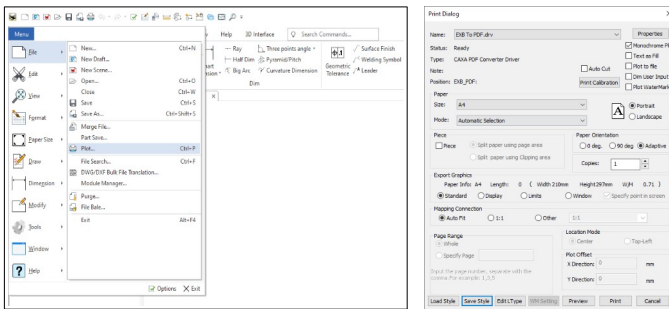 Menu
Help
3D Interface
Search Commands...
File
Edit
View
Format
Paper Size
Draw
Dimension
Modify
Tools
Window
Help
New... Ctrl+N
New Draft...
New Scene...
Open... Ctrl+O
Close Ctrl+W
Save Ctrl+S
Save As... Ctrl+Shift+S
Merge File...
Part Save...
Plot... Ctrl+P
File Search... Ctrl+F
DWG/DXF Bulk File Translation...
Module Manager...
Purge...
File Bale...
Exit Alt+F4
Options Exit
Ray Three points angle
Half Dim Pyramid/Pitch
Big Arc Curvature Dimension
Dim
Geometric
Tolerance
Surface Finish
Welding Symbol
Leader
Print Dialog
Name: EXB To PDF.drv Properties
Status: Ready
Type: CAXA PDF Converter Driver
Note:
Position: EXB_PDF:
Auto Cut
Print Calibration
Text as Fill
Plot to file
Dim User Input
Paper
Size: A4
Mode: Automatic Selection
A
Portrait
Landscape
Piece
Piece Split paper using page area
Split paper using Clipping area
Paper Orientation
0 deg. 90 deg Adaptive
Copies: 1
Export Graphics
Paper Info: A4 Length: 0 ( Width 210mm Height297mm W/H 0.71 )
Standard Display Limits Window Specify point in screen
Mapping Connection
Auto Fit 1:1 Other 1:1
Page Range
Whole
Specify Page
Input the page number, separate with the
comma.For example: 1,3,5
Location Mode
Center Top-Left
Plot Offset
X Direction: 0 mm
Y Direction: 0 mm
Load Style Save Style Edit LType WM Setting Preview Print Cancel